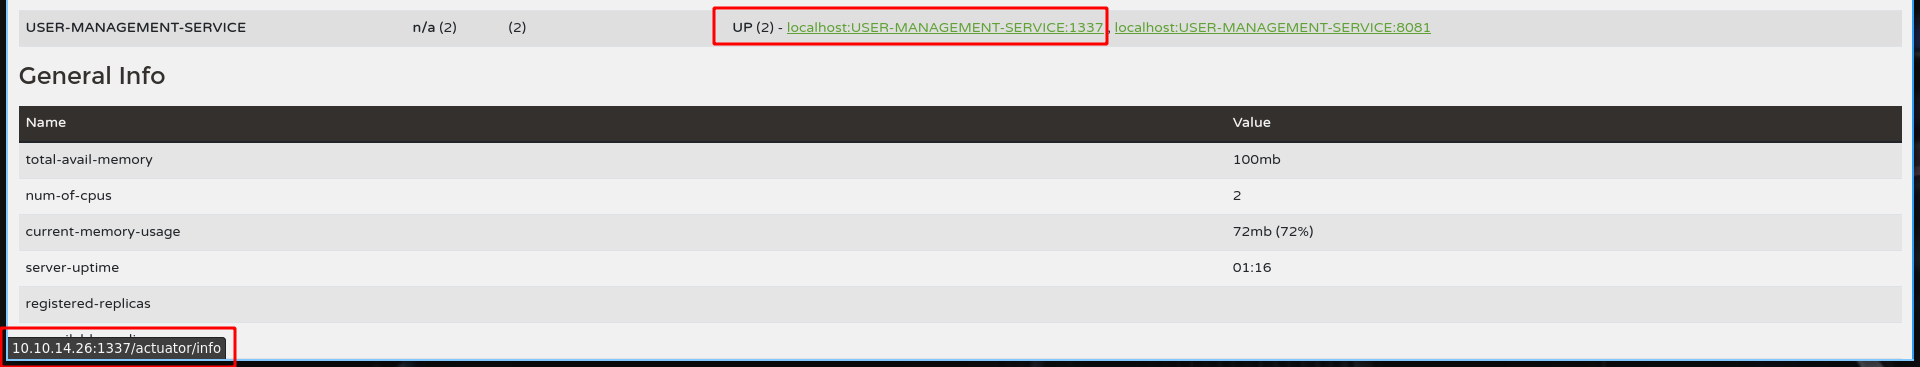 USER-MANAGEMENT-SERVICE n/a (2) (2) UP (2) - localhost:USER-MANAGEMENT-SERVICE:1337 , localhost:USER-MANAGEMENT-SERVICE:8081
General Info
Name Value
total-avail-memory 100mb
num-of-cpus 2
current-memory-usage 72mb (72%)
server-uptime 01:16
registered-replicas
10.10.14.26:1337/actuator/info